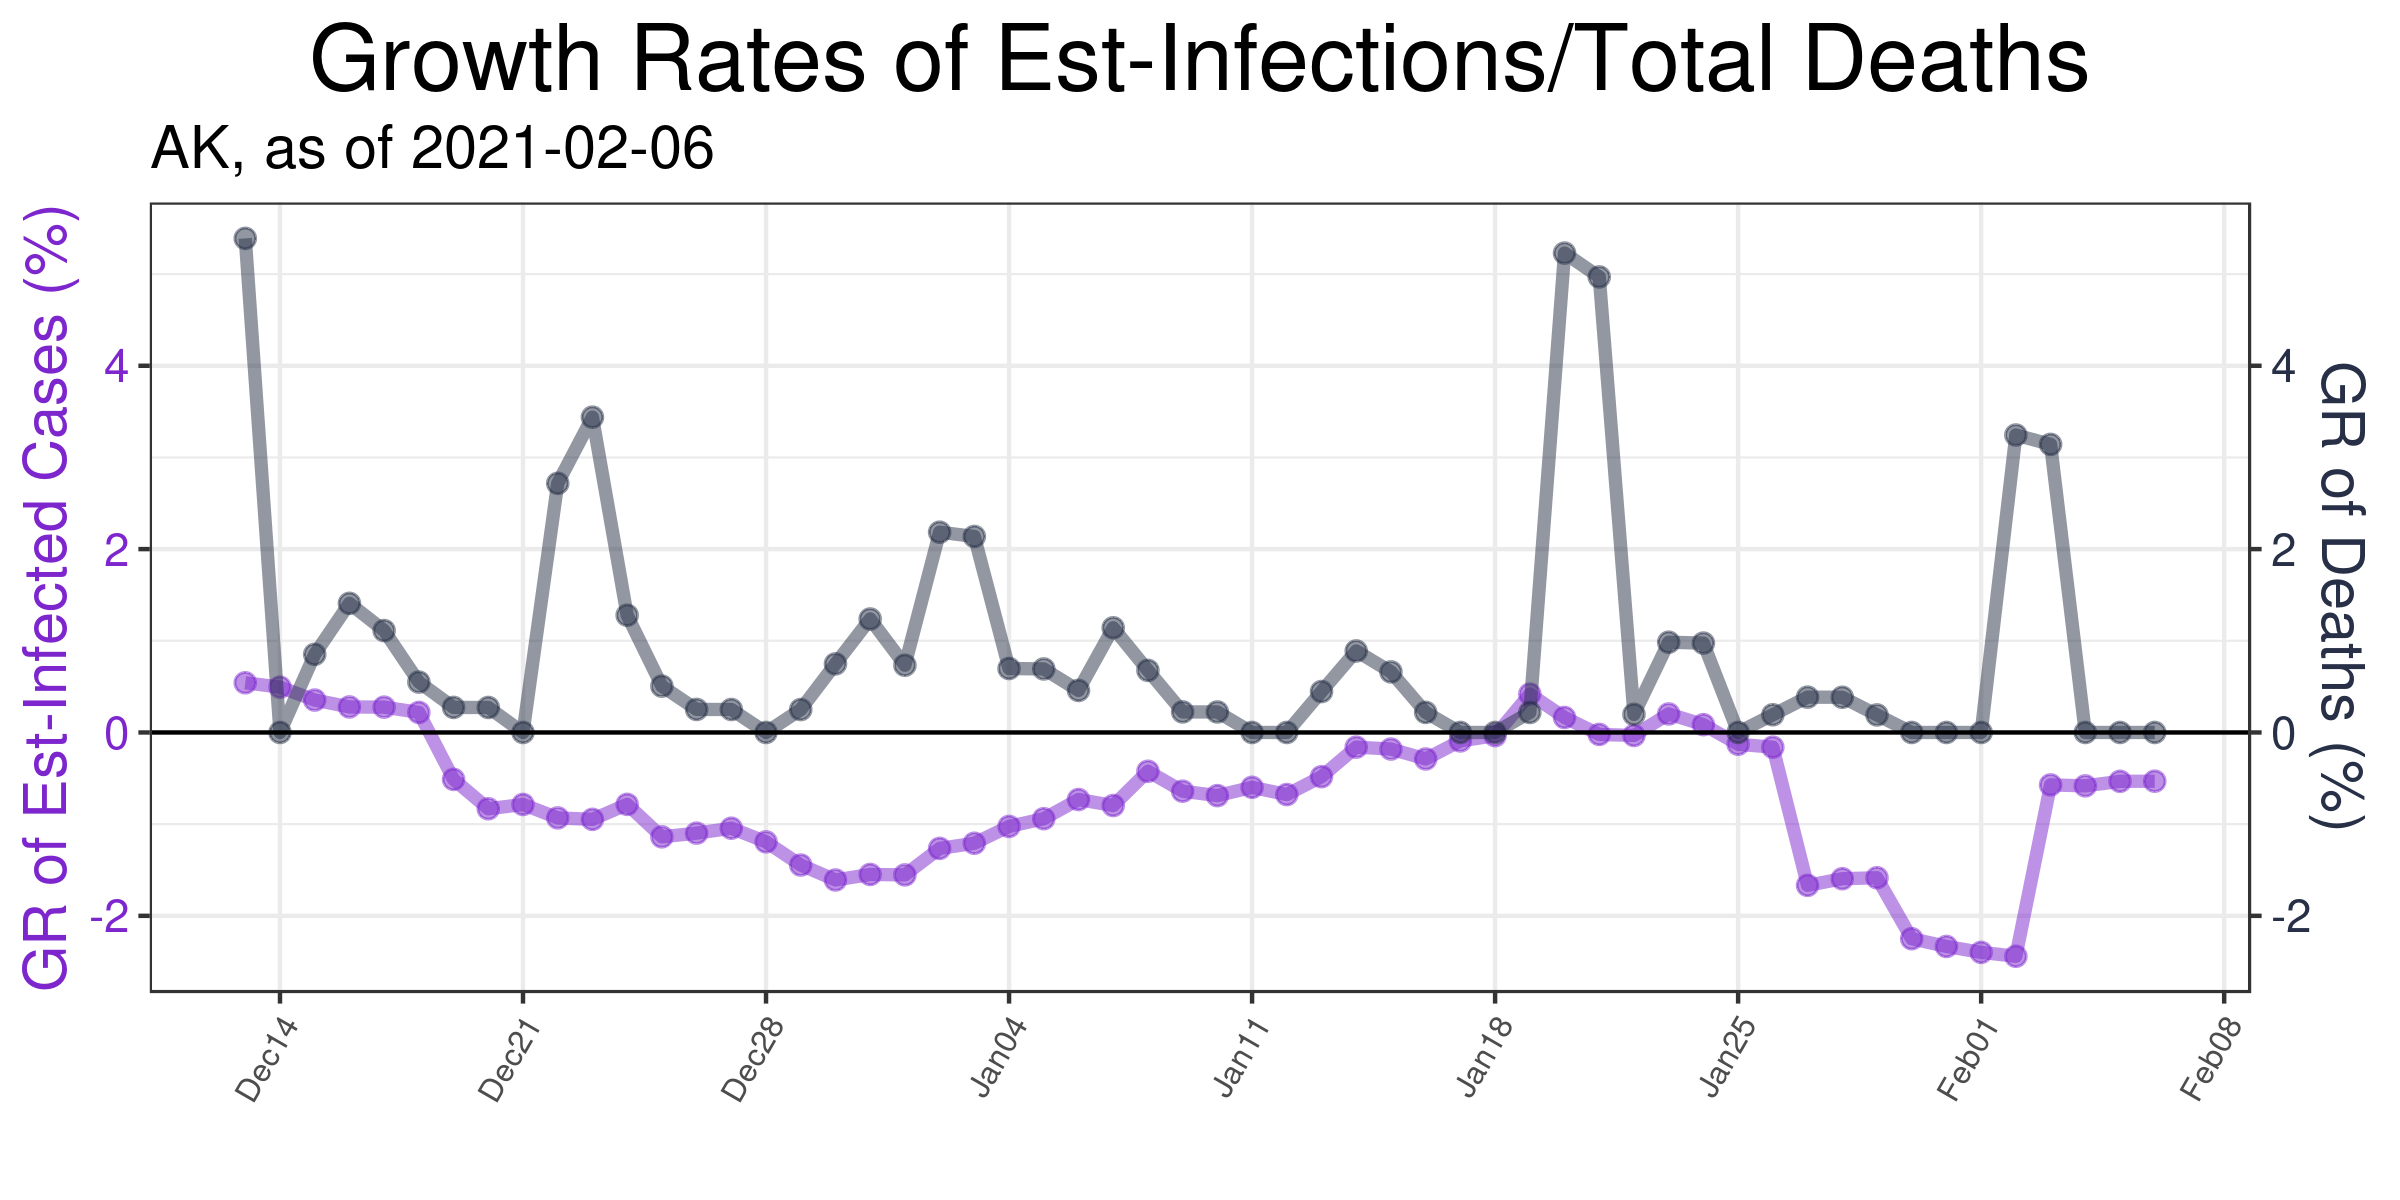 Growth Rates of Est-Infections/Total Deaths
AK, as of 2021-02-06
GR of Est-Infected Cases (%)
4
2
0
-2
4
2
0
-2
GR of Deaths (%)
Dec14
Dec21
Dec28
Jan04
Jan11
Jan18
Jan25
Feb01
Feb08